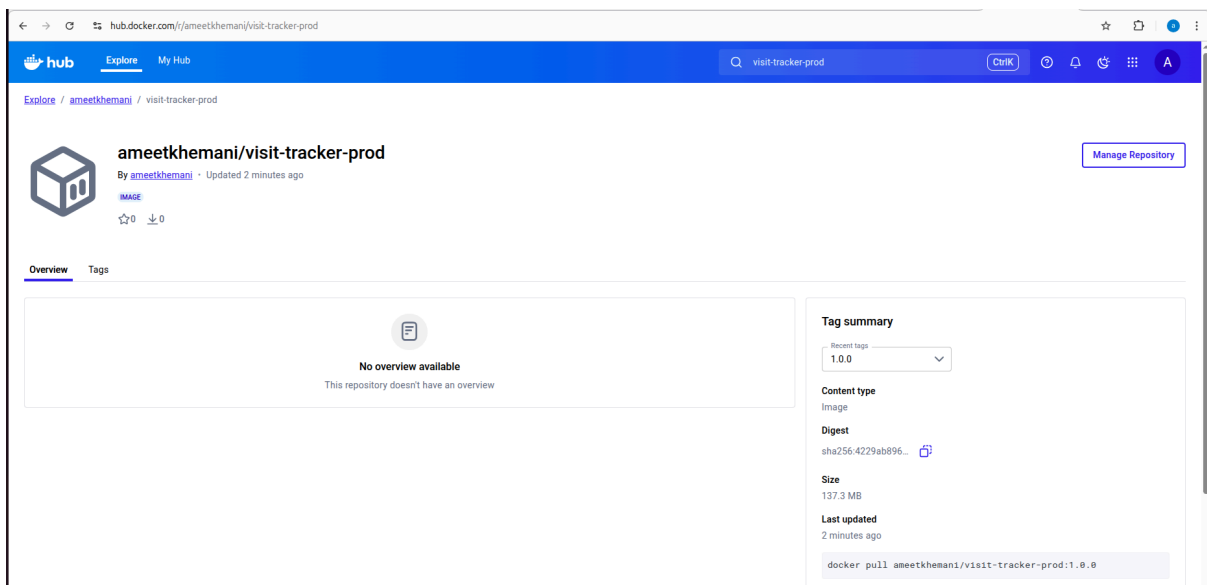 hub.docker.com/r/ameetkhemani/visit-tracker-prod
hub Explore My Hub visit-tracker-prod CtrlK A
Explore / ameetkhemani / visit-tracker-prod
ameetkhemani/visit-tracker-prod
Manage Repository
By ameetkhemani · Updated 2 minutes ago
IMAGE
0 0
Overview Tags
No overview available
This repository doesn't have an overview
Tag summary
Recent tags
1.0.0
Content type
Image
Digest
sha256:4229ab896...
Size
137.3 MB
Last updated
2 minutes ago
docker pull ameetkhemani/visit-tracker-prod:1.0.0